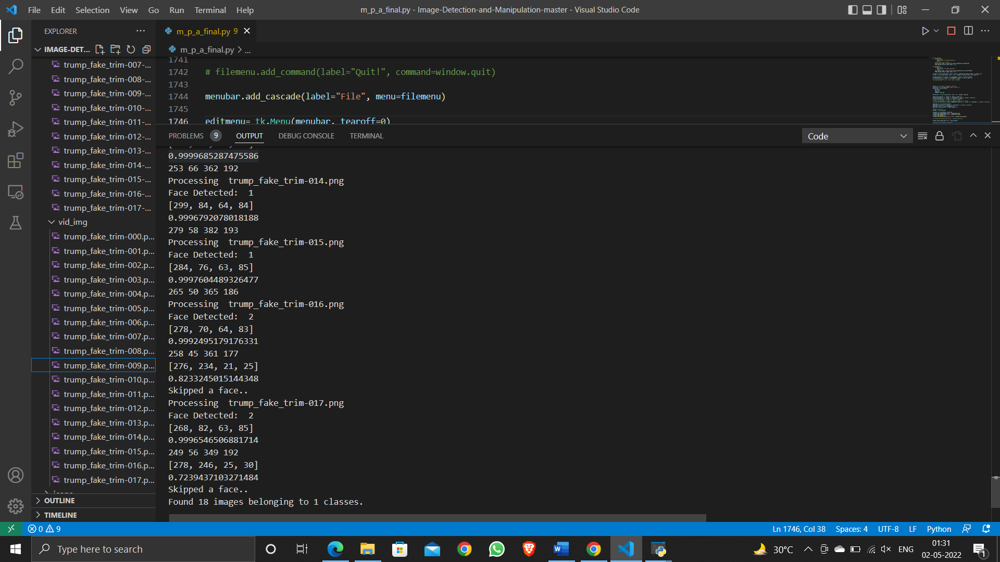 File Edit Selection View Go Run Terminal Help
m_p_a_final.py - Image-Detection-and-Manipulation-master - Visual Studio Code
EXPLORER
m_p_a_final.py 9
IMAGE-DET...
m_p_a_final.py > ...
trump_fake_trim-007-...
trump_fake_trim-008-...
trump_fake_trim-009-...
trump_fake_trim-010-...
trump_fake_trim-011-...
trump_fake_trim-012-...
trump_fake_trim-013-...
trump_fake_trim-014-...
trump_fake_trim-015-...
trump_fake_trim-016-...
trump_fake_trim-017-...
vid_img
trump_fake_trim-000.p...
trump_fake_trim-001.p...
trump_fake_trim-002.p...
trump_fake_trim-003.p...
trump_fake_trim-004.p...
trump_fake_trim-005.p...
trump_fake_trim-006.p...
trump_fake_trim-007.p...
trump_fake_trim-008.p...
trump_fake_trim-009.p...
trump_fake_trim-010.p...
trump_fake_trim-011.p...
trump_fake_trim-012.p...
trump_fake_trim-013.p...
trump_fake_trim-014.p...
trump_fake_trim-015.p...
trump_fake_trim-016.p...
trump_fake_trim-017.p...
OUTLINE
TIMELINE
1741
1742 # filemenu.add_command(label="Quit!", command=window.quit)
1743
1744 menubar.add_cascade(label="File", menu=filemenu)
1745
1746 editmenu= tk.Menu(menubar, tearoff=0)
PROBLEMS 9 OUTPUT DEBUG CONSOLE TERMINAL
Code
0.9999685287475586
253 66 362 192
Processing  trump_fake_trim-014.png
Face Detected:  1
[299, 84, 64, 84]
0.9996792078018188
279 58 382 193
Processing  trump_fake_trim-015.png
Face Detected:  1
[284, 76, 63, 85]
0.9997604489326477
265 50 365 186
Processing  trump_fake_trim-016.png
Face Detected:  2
[278, 70, 64, 83]
0.9992495179176331
258 45 361 177
[276, 234, 21, 25]
0.8233245015144348
Skipped a face..
Processing  trump_fake_trim-017.png
Face Detected:  2
[268, 82, 63, 85]
0.9996546506881714
249 56 349 192
[278, 246, 25, 30]
0.7239437103271484
Skipped a face..
Found 18 images belonging to 1 classes.
0 9
Ln 1746, Col 38 Spaces: 4 UTF-8 LF Python
Type here to search
30°C
ENG
01:31
02-05-2022
1